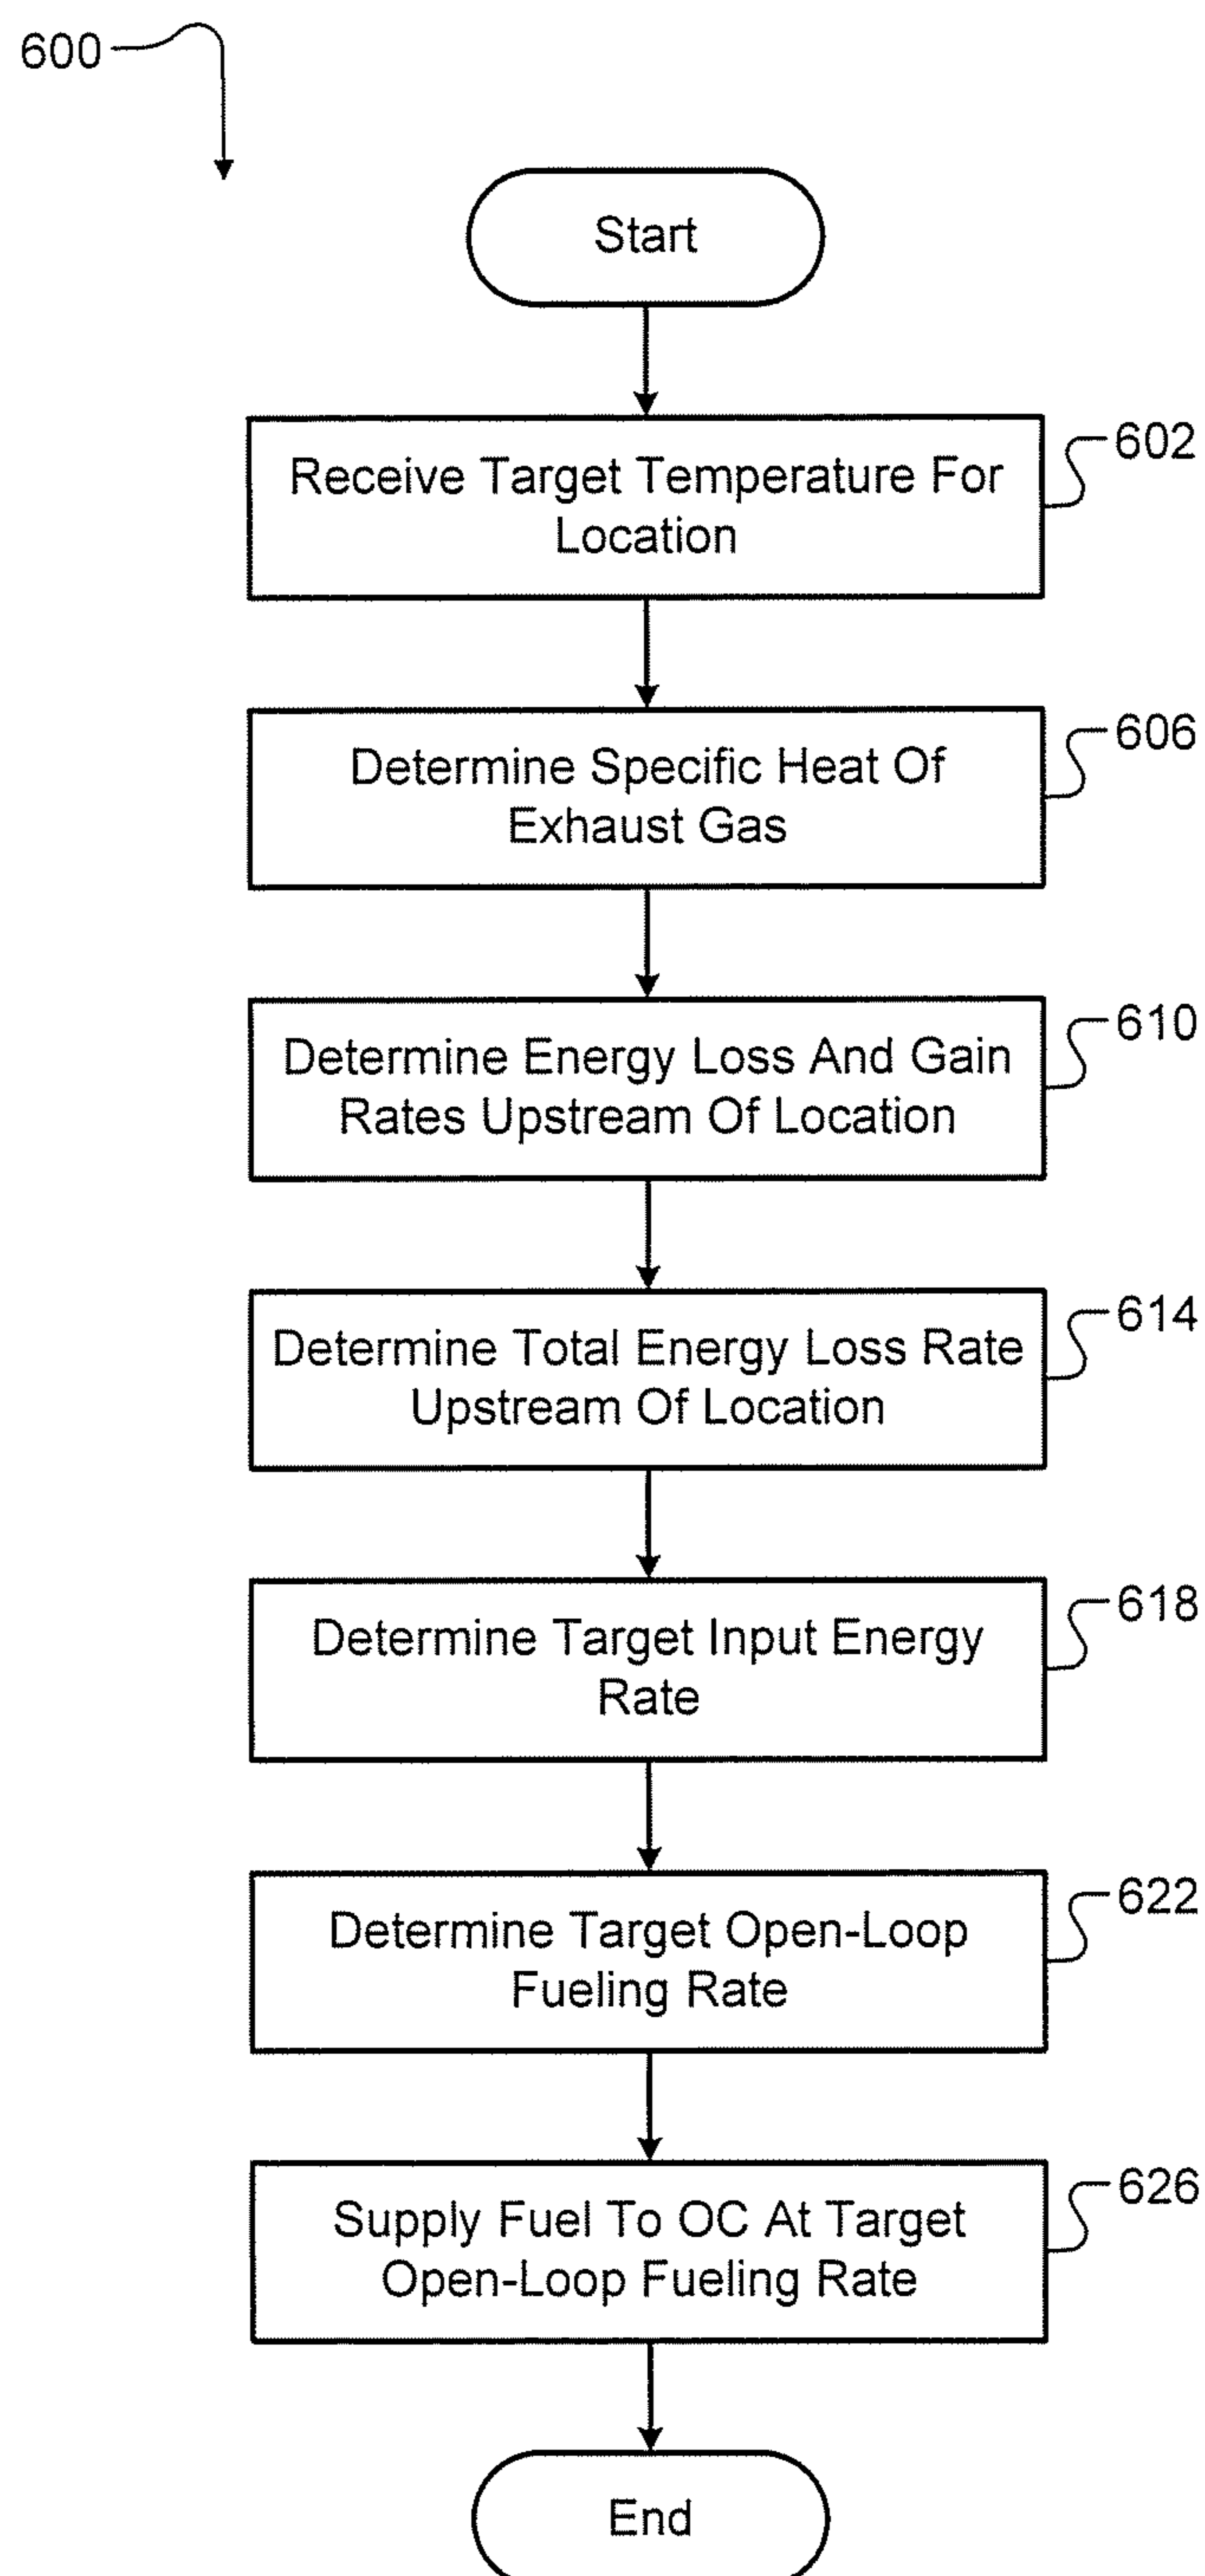 600
Start
Receive Target Temperature For
Location
602
Determine Specific Heat Of
Exhaust Gas
606
Determine Energy Loss And Gain
Rates Upstream Of Location
610
Determine Total Energy Loss Rate
Upstream Of Location
614
Determine Target Input Energy
Rate
618
Determine Target Open-Loop
Fueling Rate
622
Supply Fuel To OC At Target
Open-Loop Fueling Rate
626
End